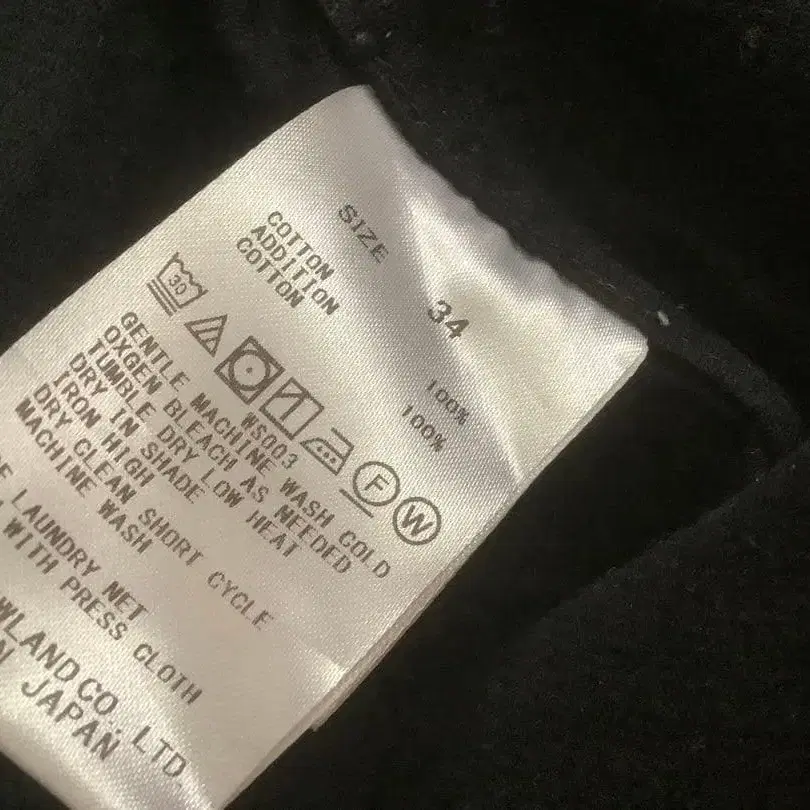 SIZE 34
COTTON 100%
ADDITION
COTTON 100%
30
F W
WS003
GENTLE MACHINE WASH COLD
OXGEN BLEACH AS NEEDED
TUMBLE DRY LOW HEAT
DRY IN SHADE
IRON HIGH
DRY CLEAN SHORT CYCLE
MACHINE WASH
LAUNDRY NET
WITH PRESS CLOTH
WLAND CO.,LTD.
N JAPAN